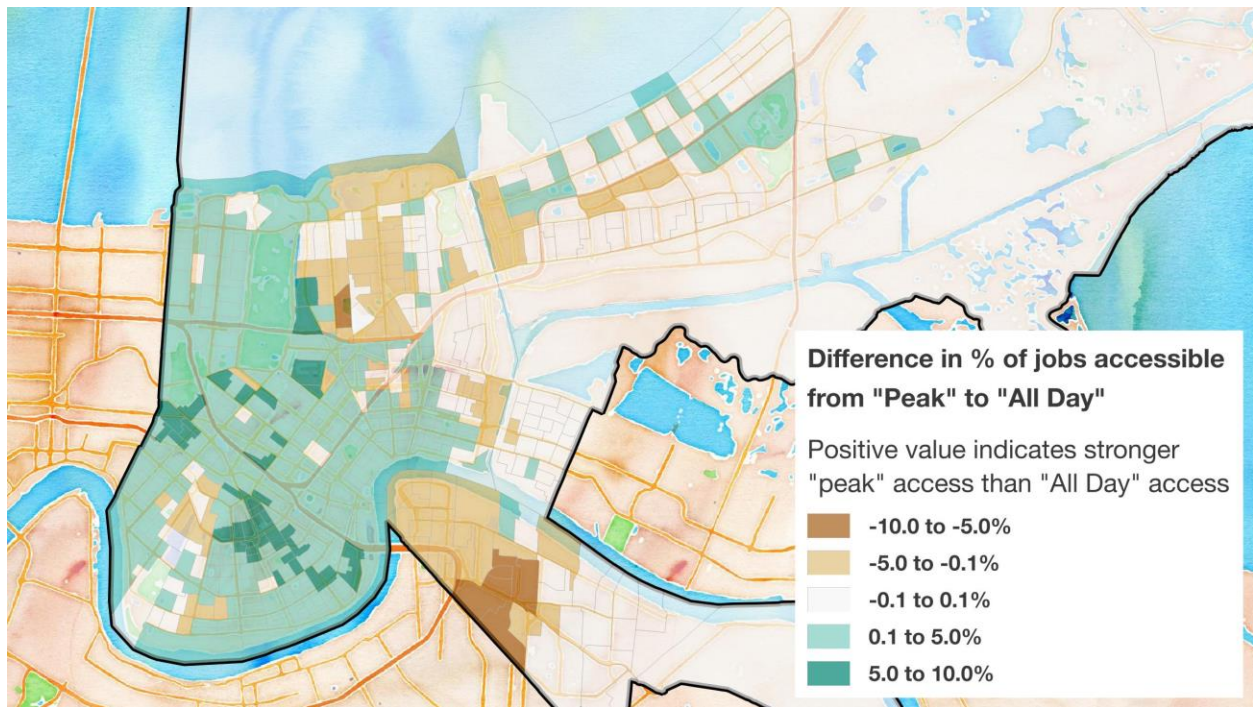 Difference in % of jobs accessible
from "Peak" to "All Day"
Positive value indicates stronger
"peak" access than "All Day" access
-10.0 to -5.0%
-5.0 to -0.1%
-0.1 to 0.1%
0.1 to 5.0%
5.0 to 10.0%